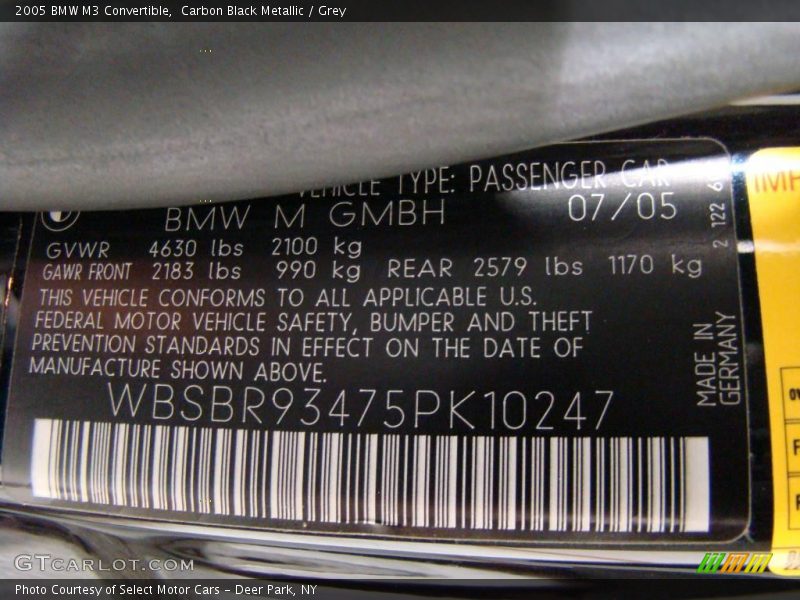 2005 BMW M3 Convertible, Carbon Black Metallic / Grey
VEHICLE TYPE: PASSENGER CAR
BMW M GMBH 07/05
GVWR 4630 lbs 2100 kg
GAWR FRONT 2183 lbs 990 kg REAR 2579 lbs 1170 kg
THIS VEHICLE CONFORMS TO ALL APPLICABLE U.S.
FEDERAL MOTOR VEHICLE SAFETY, BUMPER AND THEFT
PREVENTION STANDARDS IN EFFECT ON THE DATE OF
MANUFACTURE SHOWN ABOVE.
WBSBR93475PK10247
2 122
MADE IN
GERMANY
GTCarlot.com
Photo Courtesy of Select Motor Cars - Deer Park, NY